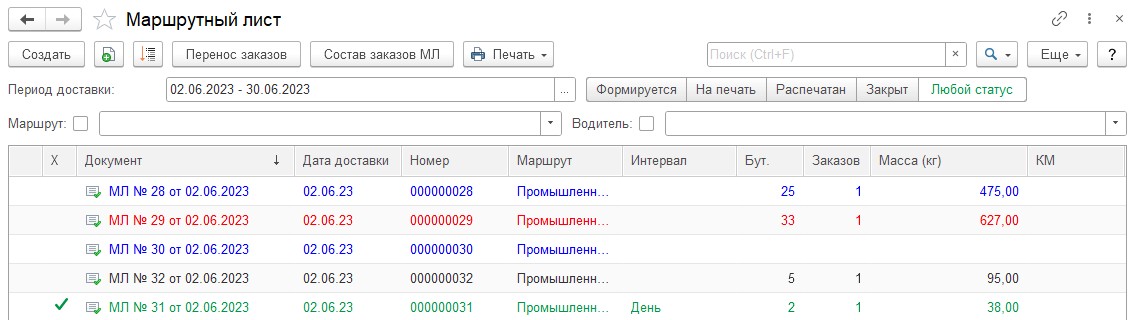 Маршрутный лист
Создать Перенос заказов Состав заказов МЛ Печать Поиск (Ctrl+F) × Еще ?
Период доставки: 02.06.2023 - 30.06.2023 ... Формируется На печать Распечатан Закрыт Любой статус
Маршрут: Водитель:
X Документ ↓ Дата доставки Номер Маршрут Интервал Бут. Заказов Масса (кг) КМ
МЛ № 28 от 02.06.2023 02.06.23 000000028 Промышленн... 25 1 475,00
МЛ № 29 от 02.06.2023 02.06.23 000000029 Промышленн... 33 1 627,00
МЛ № 30 от 02.06.2023 02.06.23 000000030 Промышленн...
МЛ № 32 от 02.06.2023 02.06.23 000000032 Промышленн... 5 1 95,00
МЛ № 31 от 02.06.2023 02.06.23 000000031 Промышленн... День 2 1 38,00